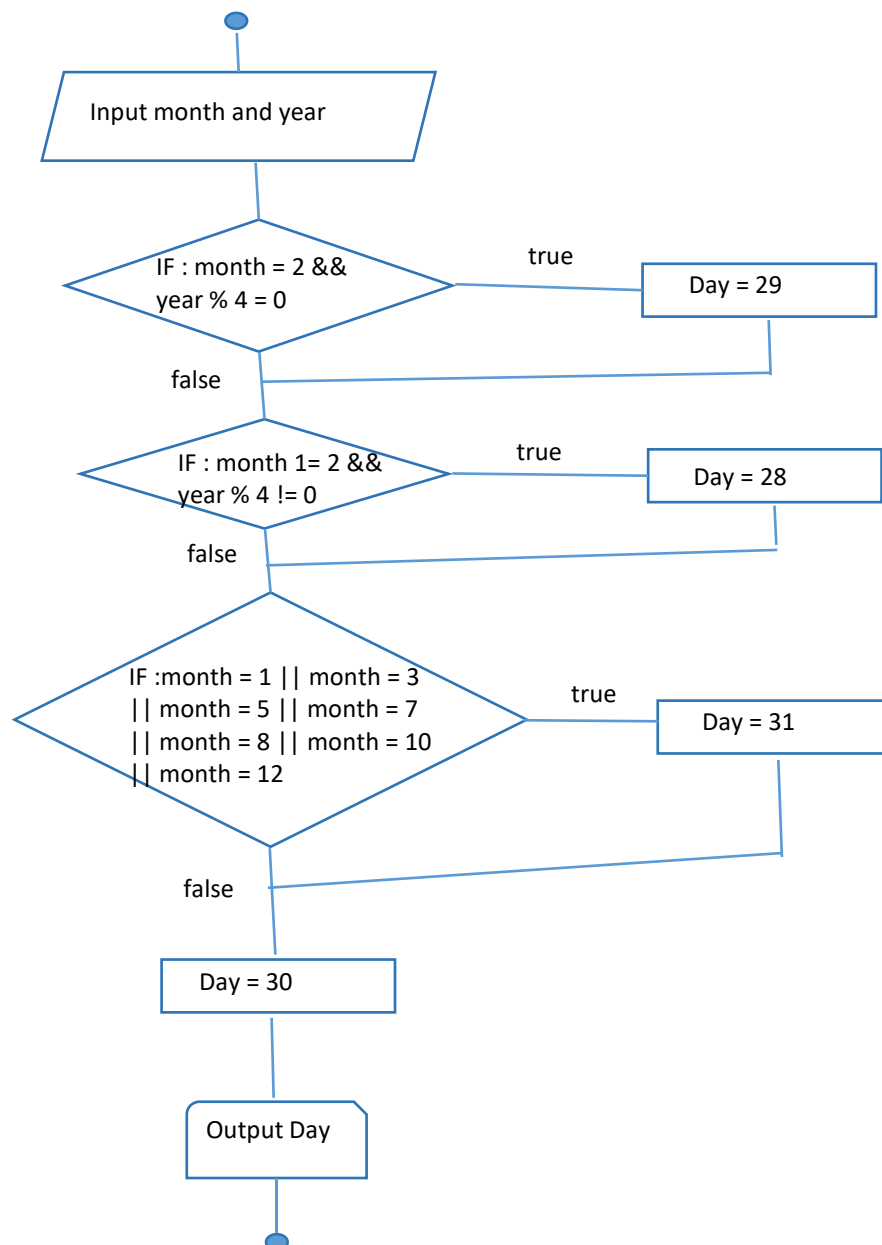 Input month and year
IF : month = 2 &&
year % 4 = 0
true
Day = 29
false
IF : month 1= 2 &&
year % 4 != 0
true
Day = 28
false
IF :month = 1 || month = 3
|| month = 5 || month = 7
|| month = 8 || month = 10
|| month = 12
true
Day = 31
false
Day = 30
Output Day